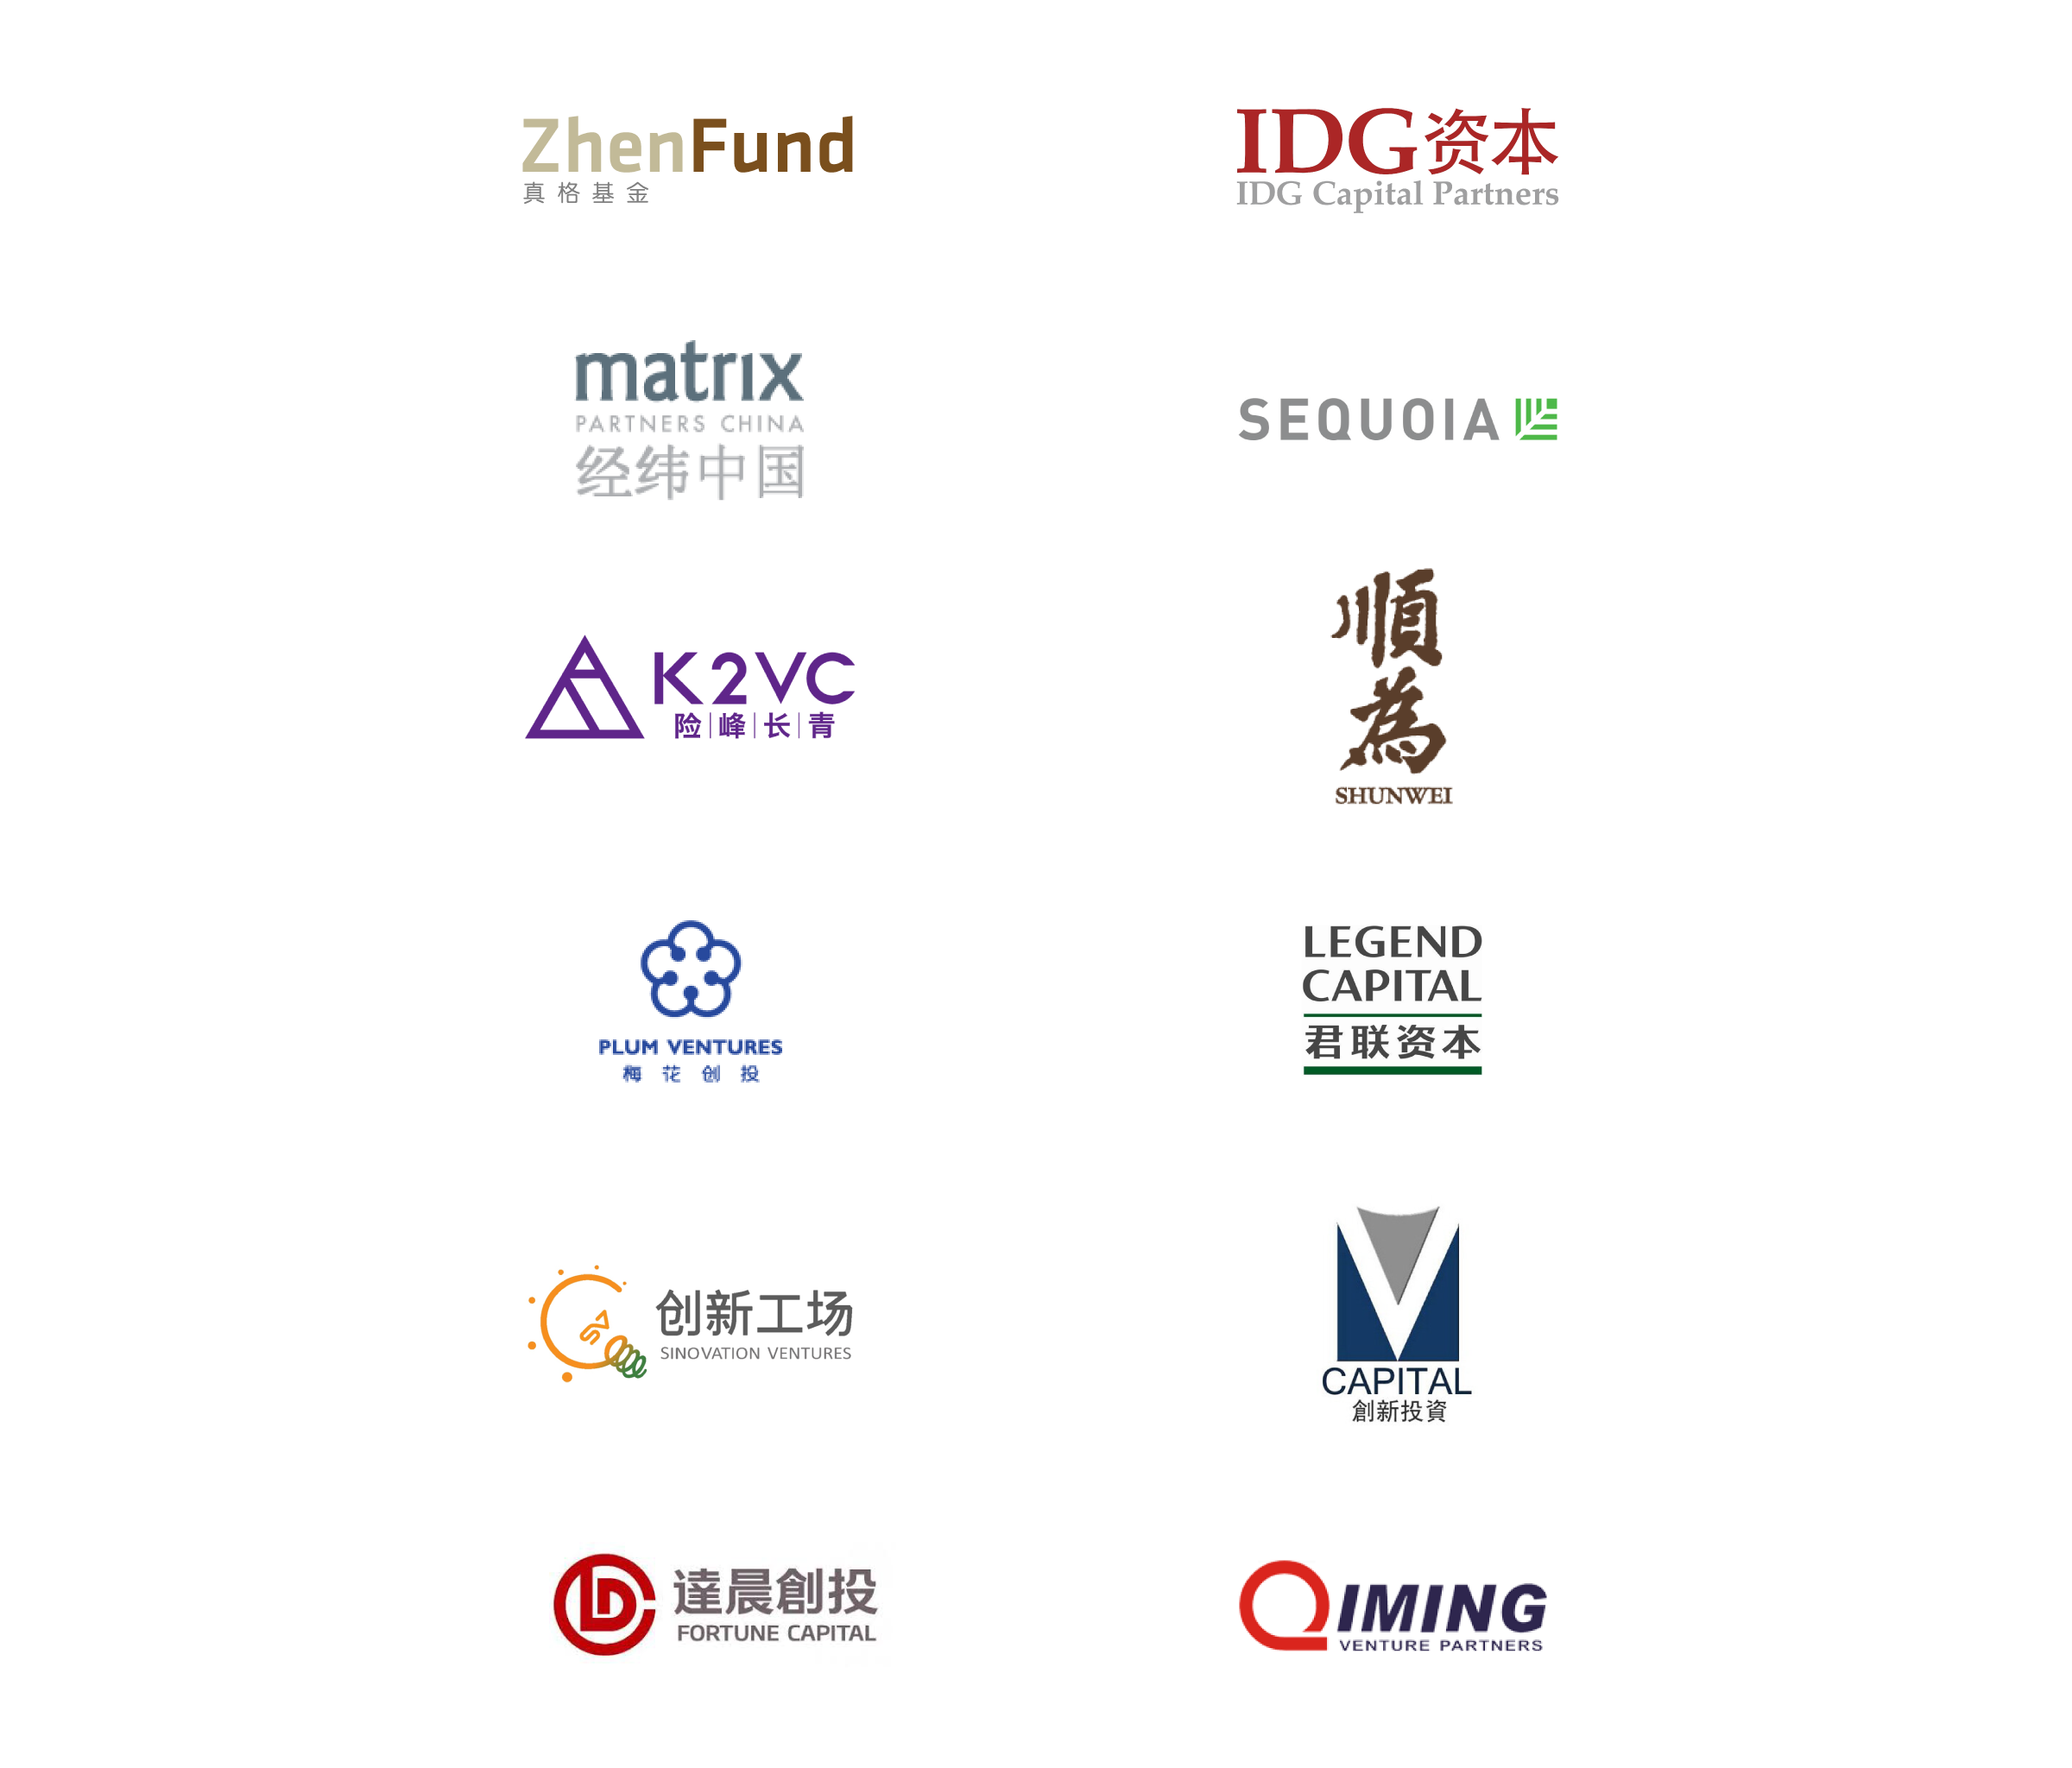 ZhenFund
真格基金
IDG资本
IDG Capital Partners
matrix
PARTNERS CHINA
经纬中国
SEQUOIA
K2VC
险|峰|长|青
順
為
SHUNWEI
PLUM VENTURES
梅花创投
LEGEND
CAPITAL
君联资本
创新工场
SINOVATION VENTURES
M
CAPITAL
創新投資
達晨創投
FORTUNE CAPITAL
QIMING
VENTURE PARTNERS